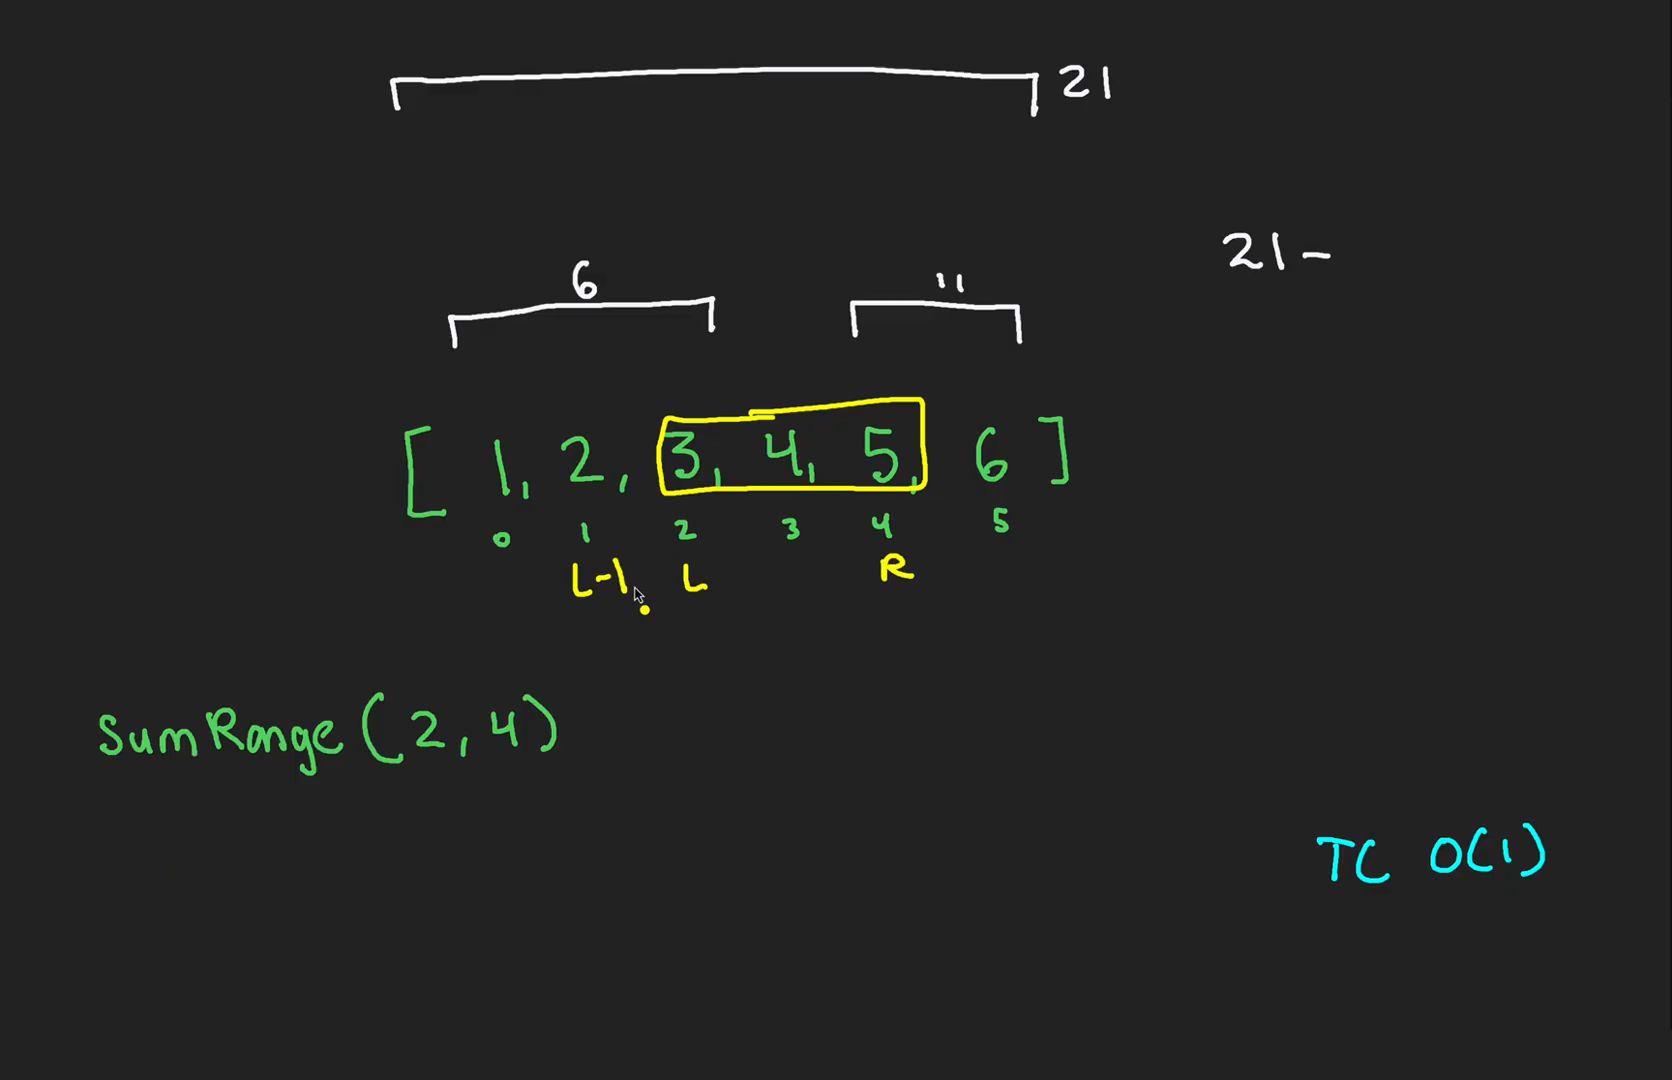 21
21 -
6 11
[ 1, 2, 3, 4, 5, 6 ]
0 1 2 3 4 5
L-1 L R
SumRange(2,4)
TC O(1)